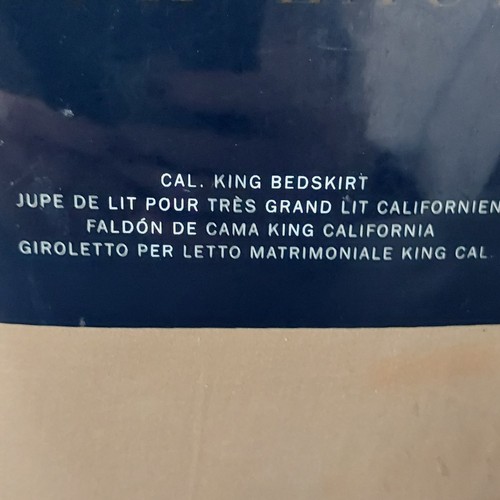 CAL. KING BEDSKIRT
JUPE DE LIT POUR TRÈS GRAND LIT CALIFORNIEN
FALDÓN DE CAMA KING CALIFORNIA
GIROLETTO PER LETTO MATRIMONIALE KING CAL.